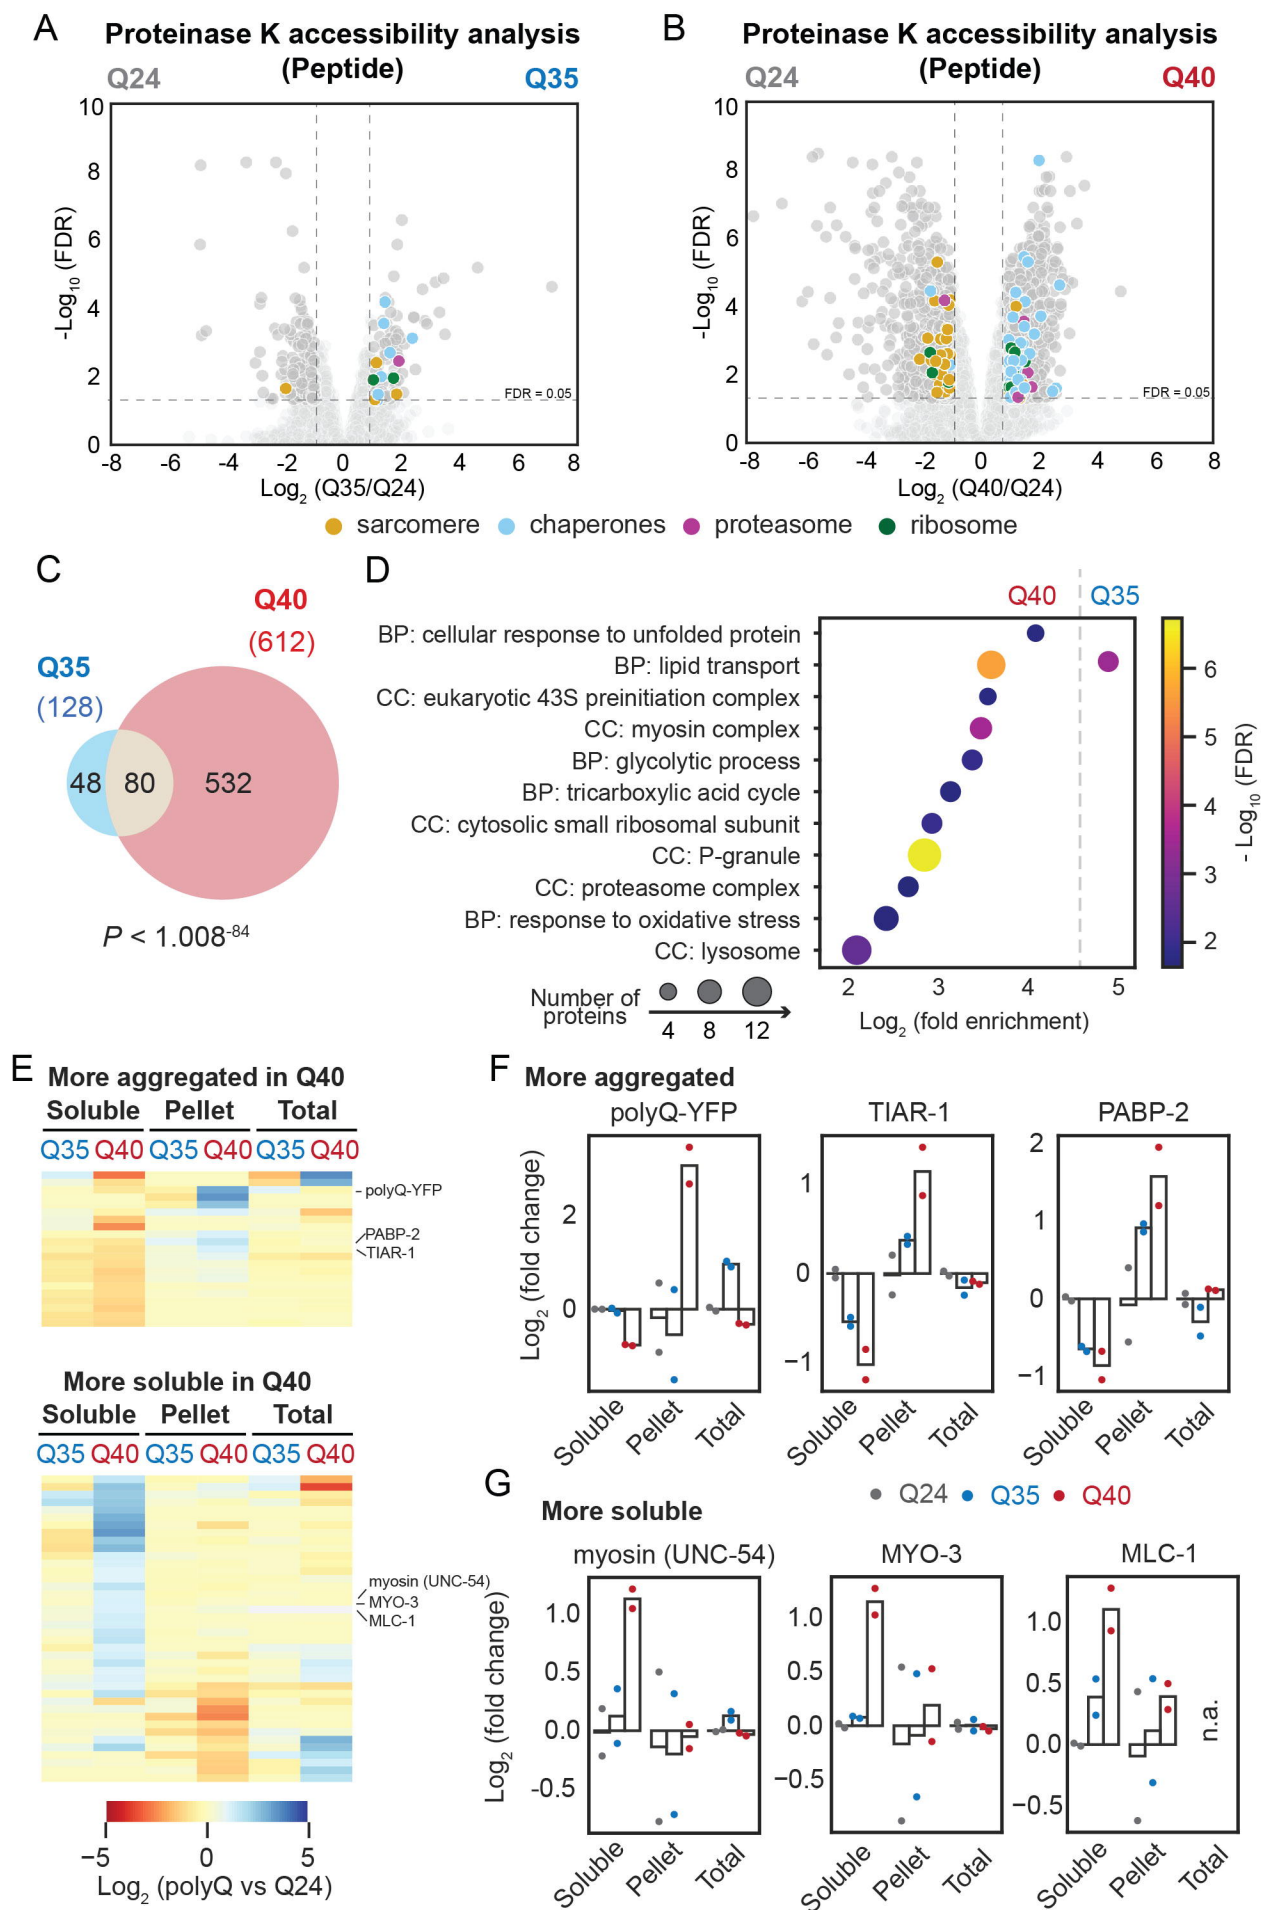 A
Proteinase K accessibility analysis
(Peptide)
Q24
Q35
10
8
6
4
2
0
-Log10 (FDR)
FDR = 0.05
-8 -6 -4 -2 0 2 4 6 8
Log2 (Q35/Q24)
B
Proteinase K accessibility analysis
(Peptide)
Q24
Q40
10
8
6
4
2
0
-Log10 (FDR)
FDR = 0.05
-8 -6 -4 -2 0 2 4 6 8
Log2 (Q40/Q24)
sarcomere chaperones proteasome ribosome
C
Q40
(612)
Q35
(128)
48 80 532
P < 1.008-84
D
Q40 Q35
BP: cellular response to unfolded protein
BP: lipid transport
CC: eukaryotic 43S preinitiation complex
CC: myosin complex
BP: glycolytic process
BP: tricarboxylic acid cycle
CC: cytosolic small ribosomal subunit
CC: P-granule
CC: proteasome complex
BP: response to oxidative stress
CC: lysosome
2 3 4 5
Log2 (fold enrichment)
Number of
proteins
4 8 12
6
5
4
3
2
- Log10 (FDR)
E
More aggregated in Q40
Soluble Pellet Total
Q35 Q40 Q35 Q40 Q35 Q40
polyQ-YFP
PABP-2
TIAR-1
More soluble in Q40
Soluble Pellet Total
Q35 Q40 Q35 Q40 Q35 Q40
myosin (UNC-54)
MYO-3
MLC-1
−5 0 5
Log2 (polyQ vs Q24)
F
More aggregated
polyQ-YFP
Log2 (fold change)
2
0
Soluble Pellet Total
TIAR-1
1
0
−1
Soluble Pellet Total
PABP-2
2
1
0
−1
Soluble Pellet Total
G
Q24 Q35 Q40
More soluble
myosin (UNC-54)
Log2 (fold change)
1.0
0.5
0.0
-0.5
Soluble Pellet Total
MYO-3
1.0
0.5
0.0
−0.5
Soluble Pellet Total
MLC-1
1.0
0.5
0.0
−0.5
n.a.
Soluble Pellet Total